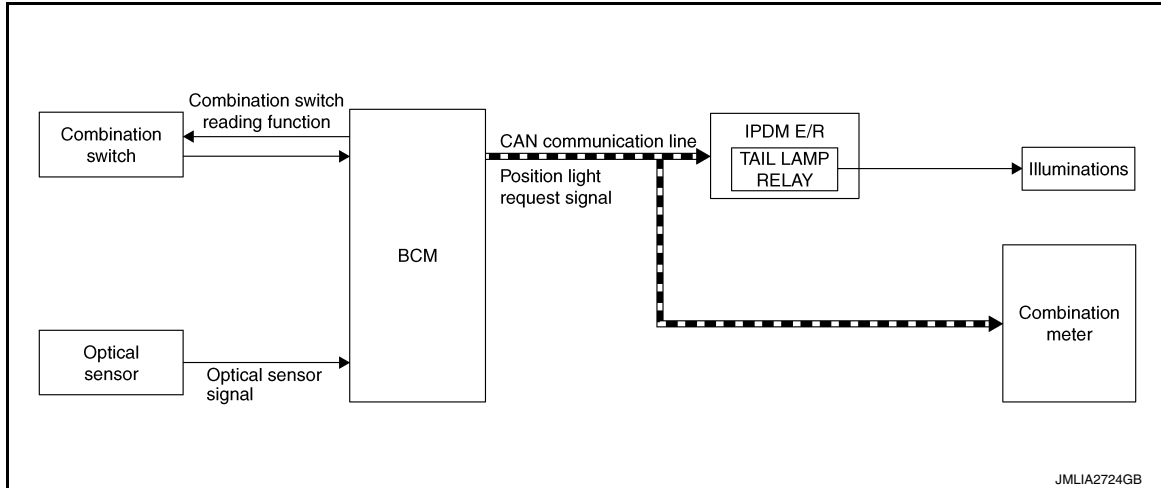 Combination switch
reading function
Combination
switch
BCM
CAN communication line
Position light
request signal
IPDM E/R
TAIL LAMP
RELAY
Illuminations
Combination
meter
Optical
sensor
Optical sensor
signal
JMLIA2724GB